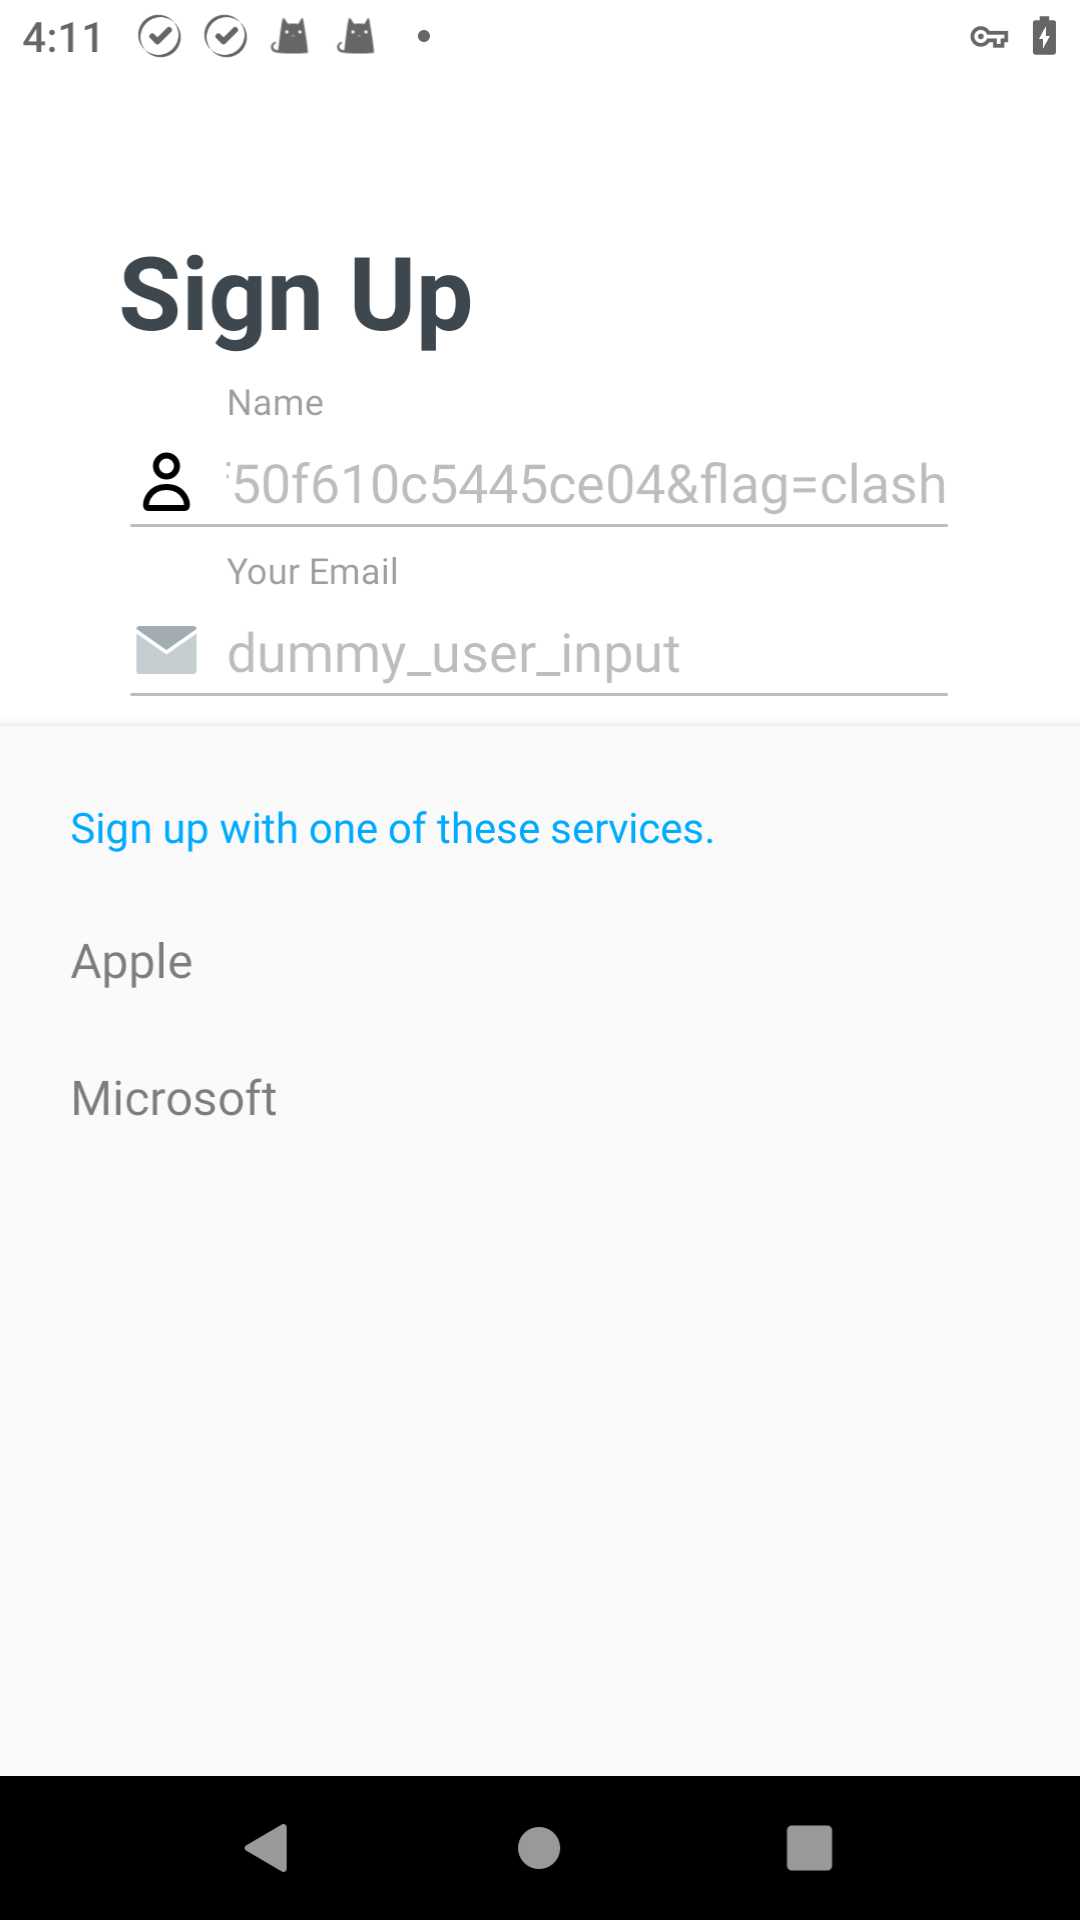 4:11
Sign Up
Name
50f610c5445ce04&flag=clash
Your Email
dummy_user_input
Sign up with one of these services.
Apple
Microsoft